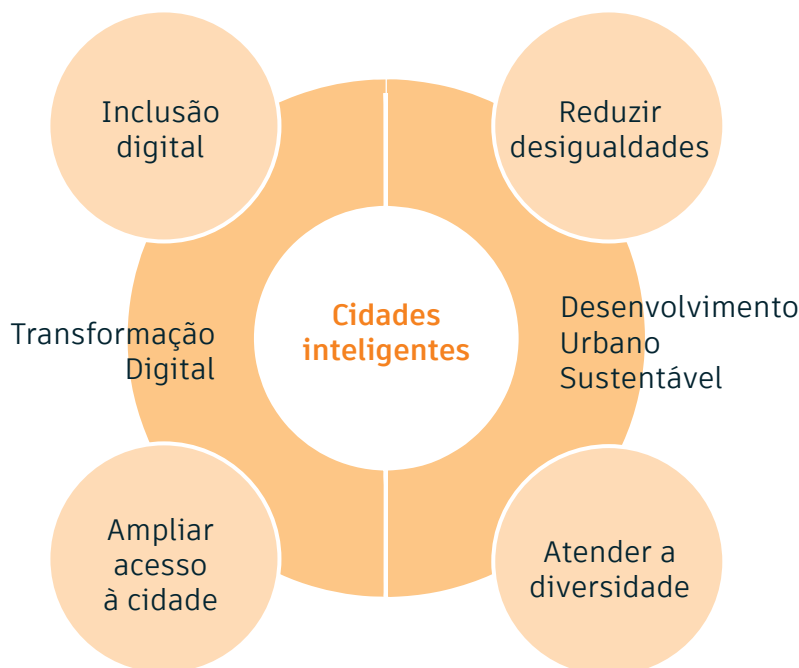 Inclusão
digital
Reduzir
desigualdades
Transformação
Digital
Cidades
inteligentes
Desenvolvimento
Urbano
Sustentável
Ampliar
acesso
à cidade
Atender a
diversidade